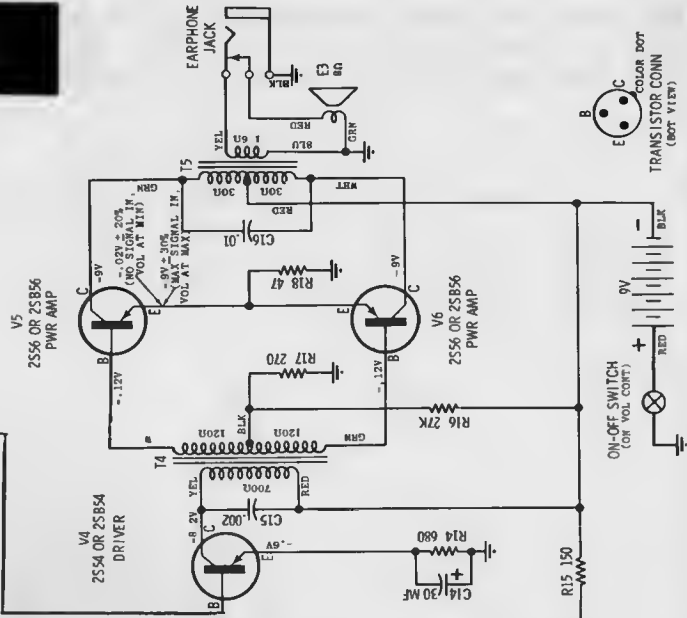 EARPHONE
JACK
BLK
E3
8Ω
RED
GRN
YEL
1.6Ω
BLU
T5
GRN
30Ω
30Ω
RED
WHT
C16
.01
-9V
-.02V ± 20%
(NO SIGNAL IN,
VOL AT MIN)
-.9V ± 30%
(MAX SIGNAL IN,
VOL AT MAX)
V5
2S56 OR 2SB56
PWR AMP
C
E
B
-.12V
R18 47
C
-9V
E
B
-.12V
V6
2S56 OR 2SB56
PWR AMP
R17 270
BLK
120Ω
120Ω
GRN
R16 27K
T4
YEL
700Ω
RED
C15
.002
-8.2V
C
E
B
-.6V
V4
2S54 OR 2SB54
DRIVER
C14
30 MF
+
R14 680
R15 150
ON-OFF SWITCH
(ON VOL CONT)
RED
+
9V
-
BLK
B
E
C
COLOR DOT
TRANSISTOR CONN
(BOT VIEW)